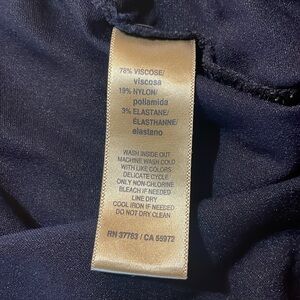 78% VISCOSE/
viscosa
19% NYLON/
poliamida
3% ELASTANE/
ÉLASTHANNE/
elastano
WASH INSIDE OUT
MACHINE WASH COLD
WITH LIKE COLORS
DELICATE CYCLE
ONLY NON-CHLORINE
BLEACH IF NEEDED
LINE DRY
COOL IRON IF NEEDED
DO NOT DRY CLEAN
RN 37763 / CA 55972